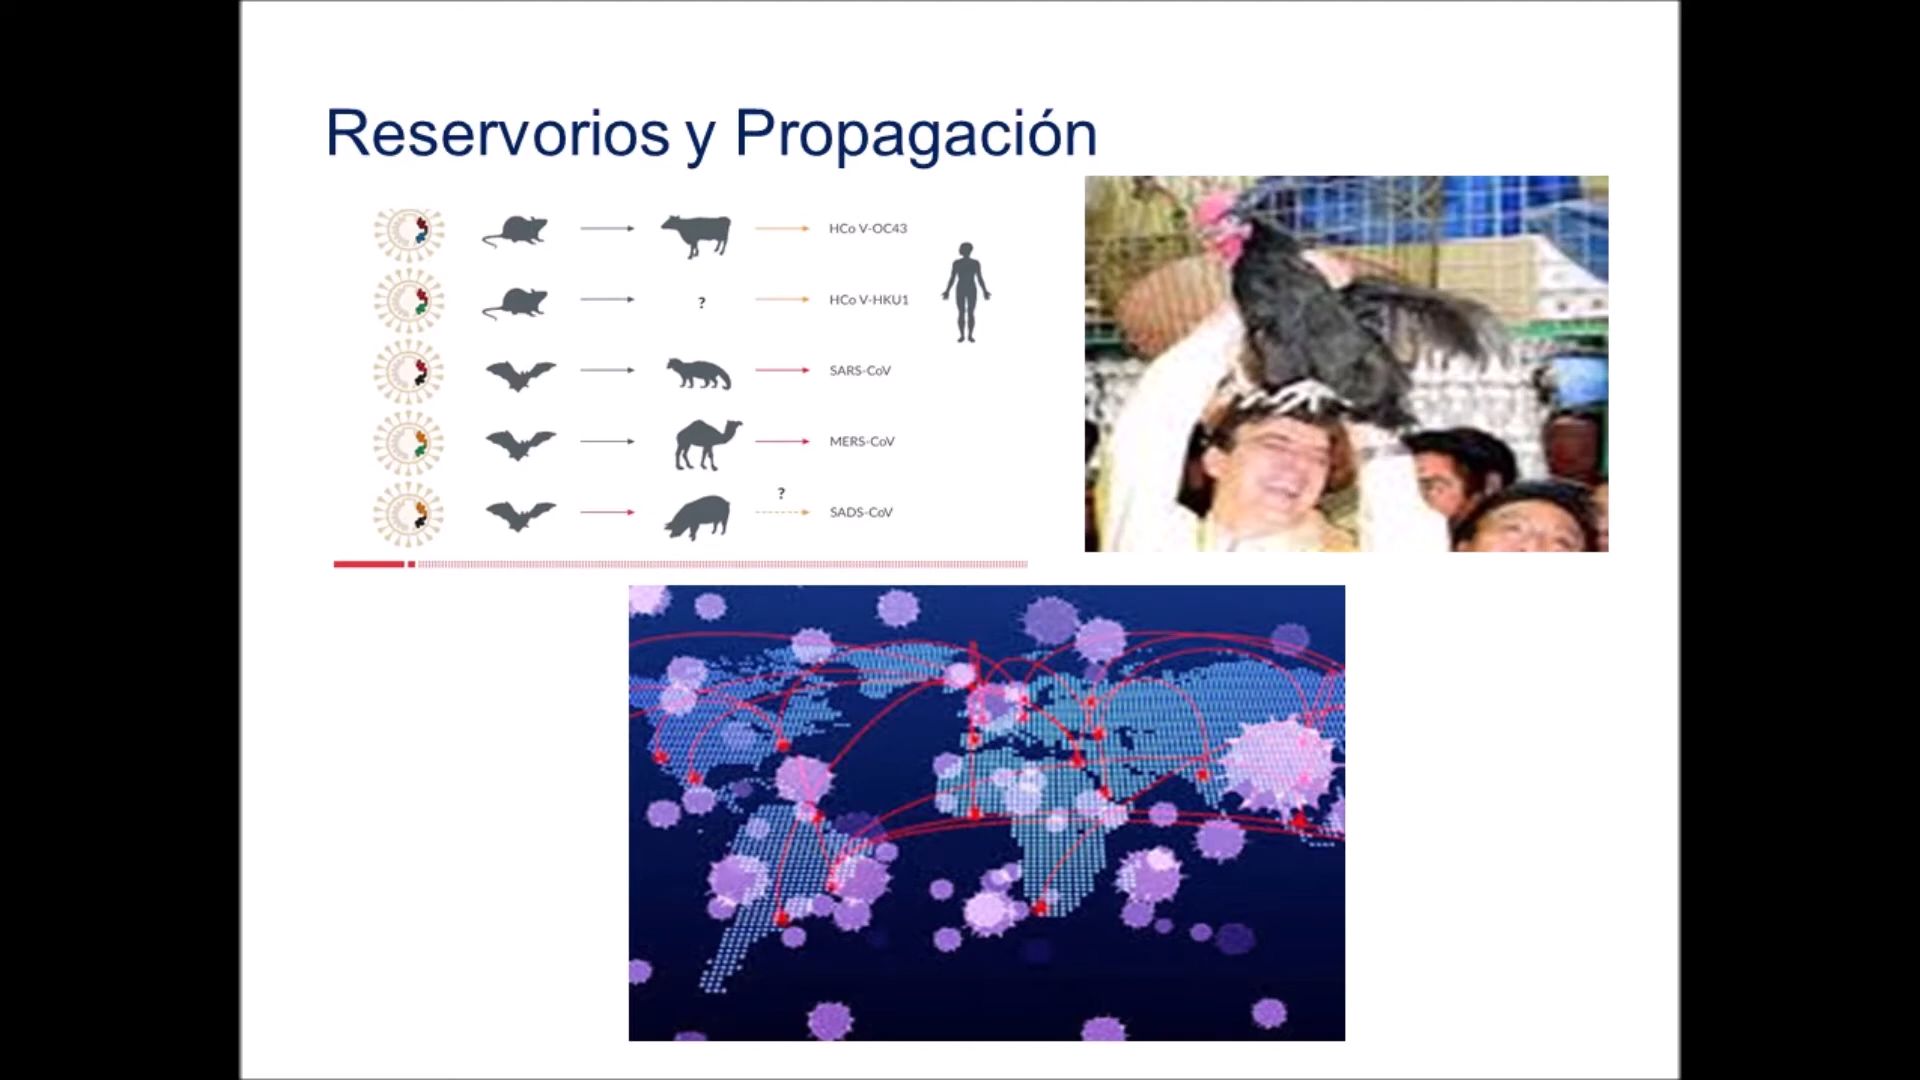 Reservorios y Propagación
HCo V-OC43
?
HCo V-HKU1
SARS-CoV
MERS-CoV
?
SADS-CoV